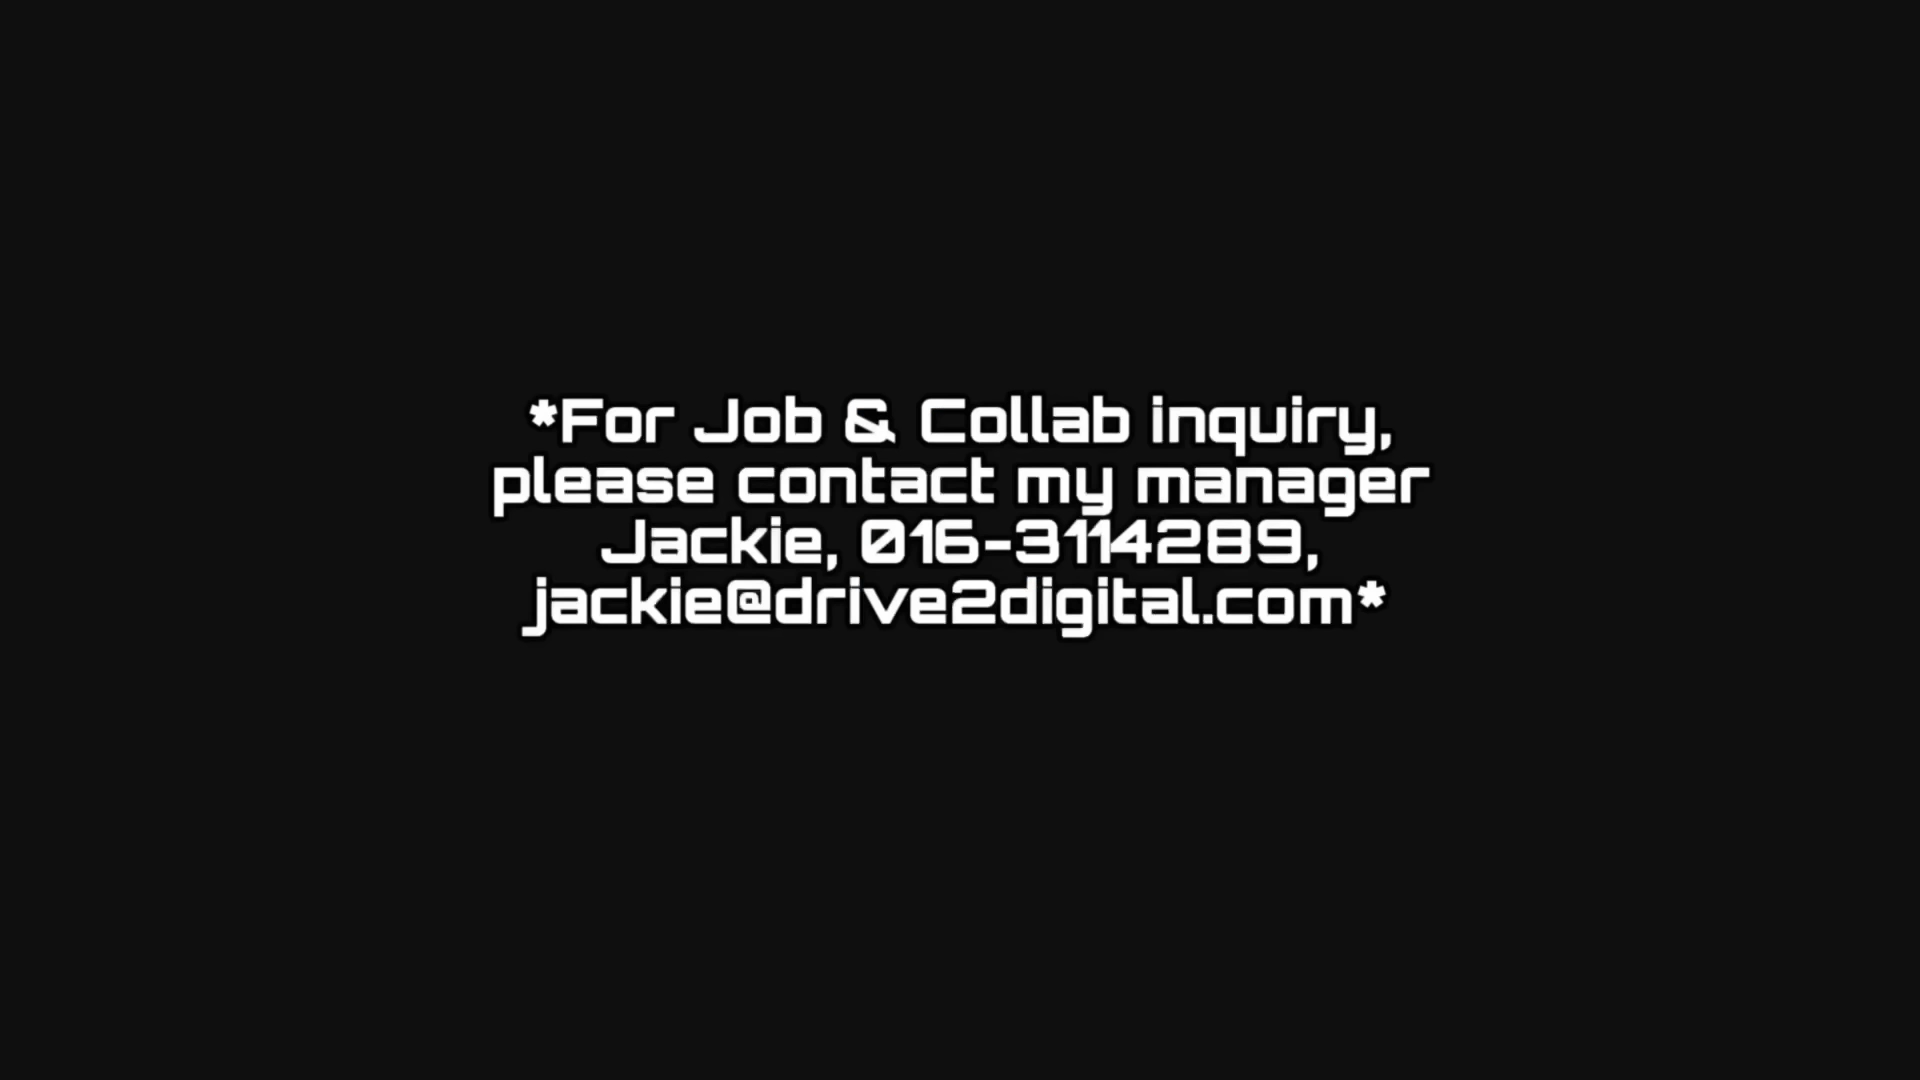 *For Job & Collab inquiry,
please contact my manager
Jackie, 016-3114289,
jackie@drive2digital.com*